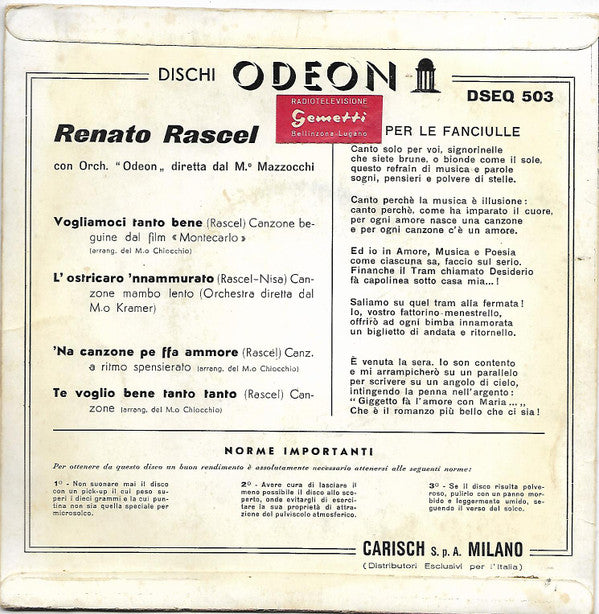 DISCHI ODEON
DSEQ 503
RADIOTELEVISIONE
Gemetti
Bellinzona-Lugano
Renato Rascel
con Orch. "Odeon„ diretta dal M.o Mazzocchi
Vogliamoci tanto bene (Rascel) Canzone be-
guine dal film «Montecarlo»
(arrang. del M.o Chiocchio)
L' ostricaro 'nnammurato (Rascel-Nisa) Can-
zone mambo lento (Orchestra diretta dal
M.o Kramer)
'Na canzone pe ffa ammore (Rascel) Canz.
a ritmo spensierato (arrang. del M.o Chiocchio)
Te voglio bene tanto tanto (Rascel) Can-
zone (arrang. del M.o Chiocchio)
PER LE FANCIULLE
Canto solo per voi, signorinelle
che siete brune, o bionde come il sole,
questo refrain di musica e parole
sogni, pensieri e polvere di stelle.
Canto perchè la musica è illusione:
canto perchè, come ha imparato il cuore,
per ogni amore nasce una canzone
e per ogni canzone c'è un amore.
Ed io in Amore, Musica e Poesia
come ciascuna sa, faccio sul serio.
Finanche il Tram chiamato Desiderio
fà capolinea sotto casa mia...!
Saliamo su quel tram alla fermata!
Io, vostro fattorino-menestrello,
offrirò ad ogni bimba innamorata
un biglietto di andata e ritornello.
È venuta la sera. Io son contento
e mi arrampicherò su un parallelo
per scrivere su un angolo di cielo,
intingendo la penna nell'argento:
"Giggetto fà l'amore con Maria ...„
Che è il romanzo più bello che ci sia!
NORME IMPORTANTI
Per ottenere da questo disco un buon rendimento è assolutamente necessario attenersi alle seguenti norme:
1º - Non suonare mai il disco
con un pick-up il cui peso supe-
ri i dieci grammi e la cui pun-
tina non sia quella speciale per
microsolco.
2º - Avere cura di lasciare il
meno possibile il disco allo sco-
perto, onde evitargli di eserci-
tare la sua proprietà di attra-
zione del pulviscolo atmosferico.
3º - Se il disco risulta polve-
roso, pulirlo con un panno mor-
bido e leggermente umido, se-
guendo il verso del solco.
CARISCH S.p.A. MILANO
(Distributori Esclusivi per l'Italia)